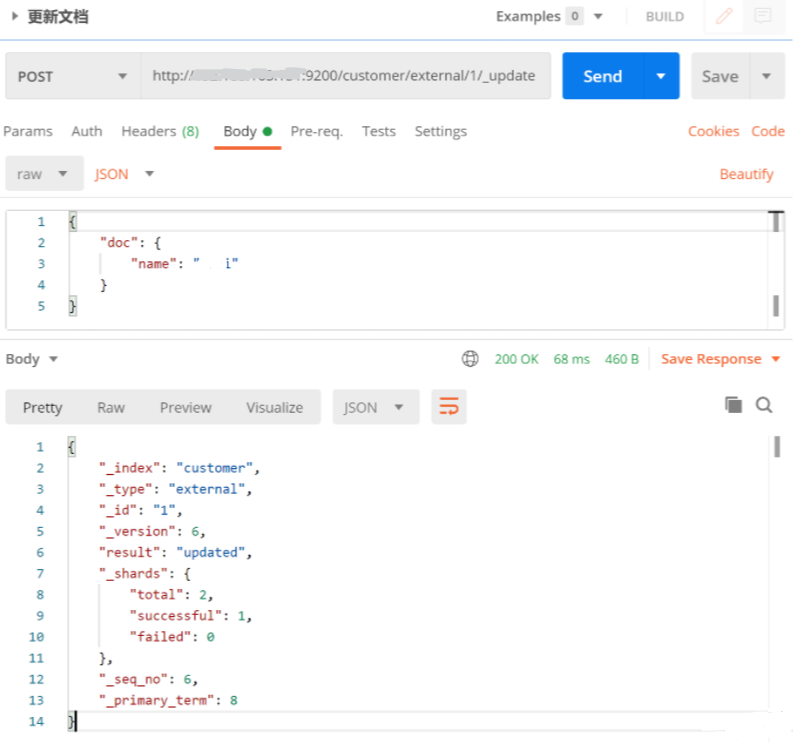 更新文档
Examples 0 BUILD
POST http:// :9200/customer/external/1/_update Send Save
Params Auth Headers (8) Body Pre-req. Tests Settings Cookies Code
raw JSON Beautify
1 {
2 "doc": {
3 "name": " i"
4 }
5 }
Body 200 OK 68 ms 460 B Save Response
Pretty Raw Preview Visualize JSON
1 {
2 "_index": "customer",
3 "_type": "external",
4 "_id": "1",
5 "_version": 6,
6 "result": "updated",
7 "_shards": {
8 "total": 2,
9 "successful": 1,
10 "failed": 0
11 },
12 "_seq_no": 6,
13 "_primary_term": 8
14 }